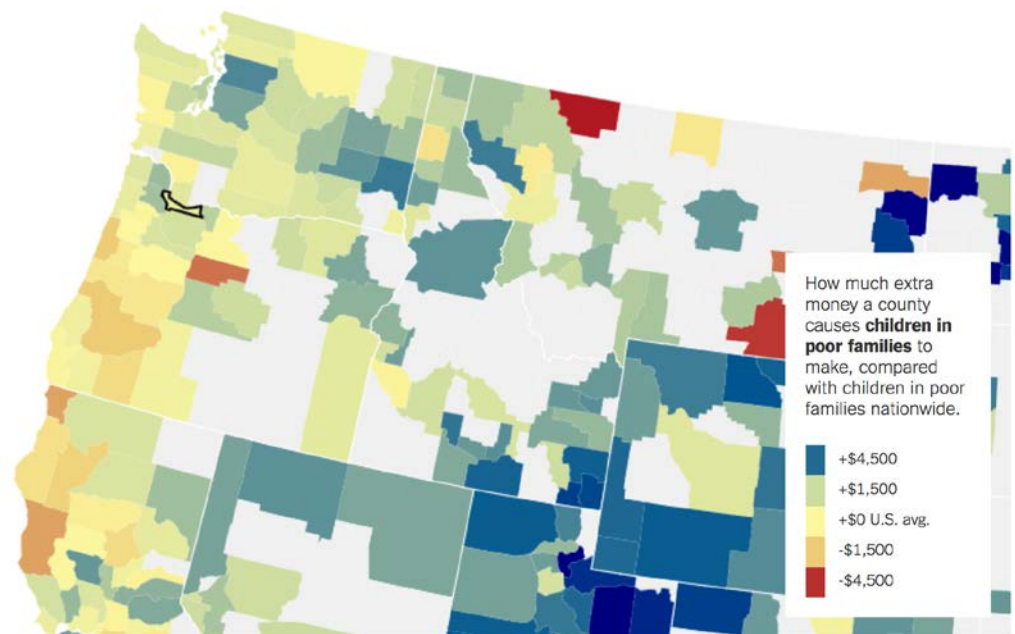 How much extra
money a county
causes children in
poor families to
make, compared
with children in poor
families nationwide.
+$4,500
+$1,500
+$0 U.S. avg.
-$1,500
-$4,500